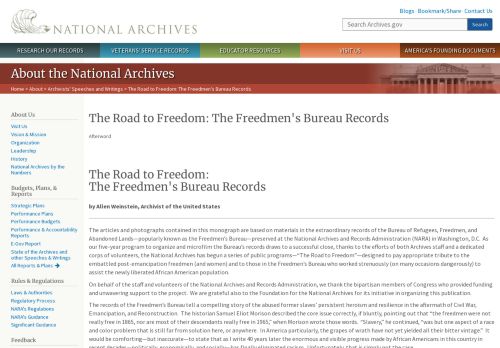 Blogs · Bookmark/Share · Contact Us
NATIONAL ARCHIVES
Search Archives.gov
Search
RESEARCH OUR RECORDS
VETERANS' SERVICE RECORDS
EDUCATOR RESOURCES
VISIT US
AMERICA'S FOUNDING DOCUMENTS
About the National Archives
Home > About > Archivists' Speeches and Writings > The Road to Freedom: The Freedmen's Bureau Records
About Us
Visit Us
Vision & Mission
Organization
Leadership
History
National Archives by the
Numbers
Budgets, Plans, &
Reports
Strategic Plans
Performance Plans
Performance Budgets
Performance & Accountability
Reports
E-Gov Report
State of the Archives and
other Speeches & Writings
All Reports & Plans →
Rules & Regulations
Laws & Authorities
Regulatory Process
NARA's Regulations
NARA's Guidance
Significant Guidance
Feedback
The Road to Freedom: The Freedmen's Bureau Records
Afterword
The Road to Freedom:
The Freedmen's Bureau Records
by Allen Weinstein, Archivist of the United States
The articles and photographs contained in this monograph are based on materials in the extraordinary records of the Bureau of Refugees, Freedmen, and
Abandoned Lands—popularly known as the Freedmen's Bureau—preserved at the National Archives and Records Administration (NARA) in Washington, D.C. As
our five-year program to organize and microfilm the Bureau's records draws to a successful close, thanks to the efforts of both Archives staff and a dedicated
corps of volunteers, the National Archives has begun a series of public programs—"The Road to Freedom"—designed to pay appropriate tribute to the
embattled post-emancipation freedmen (and women) and to those in the Freedmen's Bureau who worked strenuously (on many occasions dangerously) to
assist the newly liberated African American population.
On behalf of the staff and volunteers of the National Archives and Records Administration, we thank the bipartisan members of Congress who provided funding
and unwavering support to the project. We are grateful also to the Foundation for the National Archives for its initiative in organizing this publication.
The records of the Freedmen's Bureau tell a compelling story of the abused former slaves' persistent heroism and resilience in the aftermath of Civil War,
Emancipation, and Reconstruction. The historian Samuel Eliot Morison described the core issue correctly, if bluntly, pointing out that "the freedmen were not
really free in 1865, nor are most of their descendants really free in 1965," when Morison wrote those words. "Slavery," he continued, "was but one aspect of a race
and color problem that is still far from solution here, or anywhere. In America particularly, the grapes of wrath have not yet yielded all their bitter vintage." It
would be comforting—but inaccurate—to state that as I write 40 years later the enormous and visible progress made by African Americans in this country in